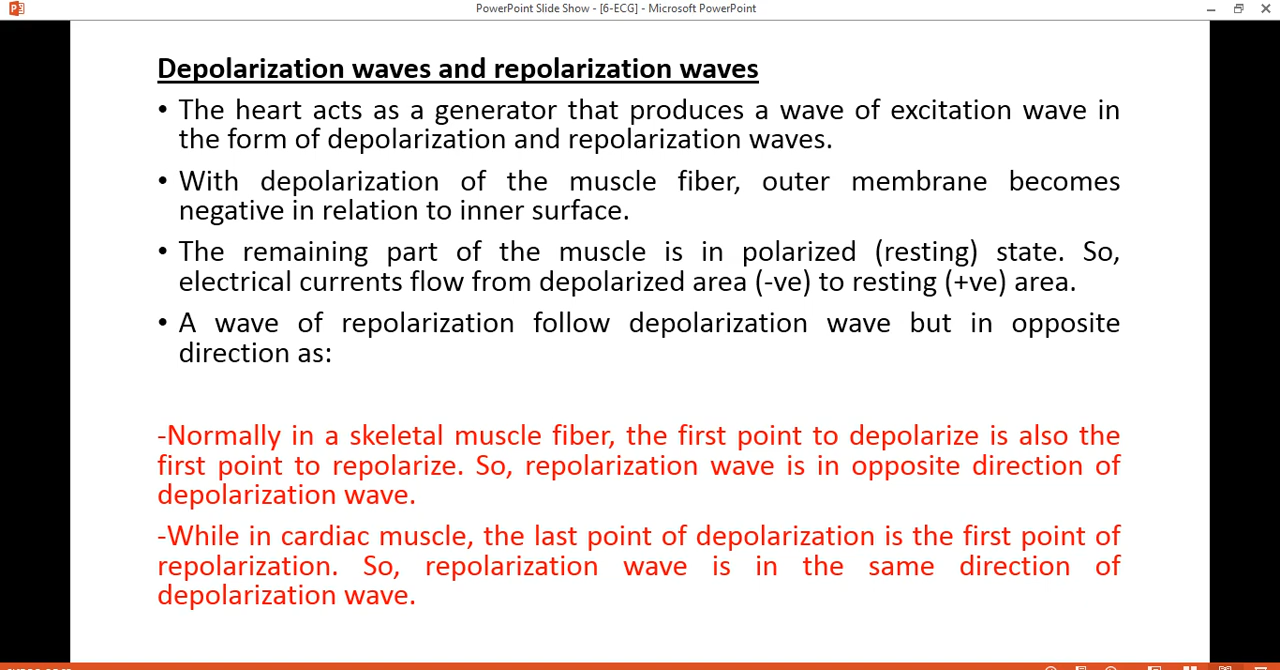 PowerPoint Slide Show - [6-ECG] - Microsoft PowerPoint
Depolarization waves and repolarization waves
• The heart acts as a generator that produces a wave of excitation wave in
the form of depolarization and repolarization waves.
• With depolarization of the muscle fiber, outer membrane becomes
negative in relation to inner surface.
• The remaining part of the muscle is in polarized (resting) state. So,
electrical currents flow from depolarized area (-ve) to resting (+ve) area.
• A wave of repolarization follow depolarization wave but in opposite
direction as:
-Normally in a skeletal muscle fiber, the first point to depolarize is also the
first point to repolarize. So, repolarization wave is in opposite direction of
depolarization wave.
-While in cardiac muscle, the last point of depolarization is the first point of
repolarization. So, repolarization wave is in the same direction of
depolarization wave.